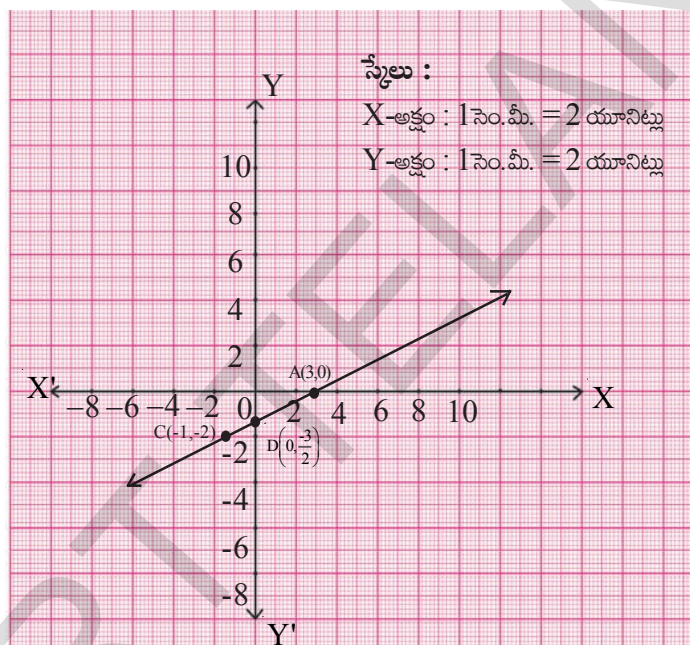 స్కేలు :
X-అక్షం : 1సెం.మీ. = 2 యూనిట్లు
Y-అక్షం : 1సెం.మీ. = 2 యూనిట్లు
Y
10
8
6
4
2
A(3,0)
X' −8 −6 −4 −2 0 2 4 6 8 10 X
C(-1,-2)
D(0, -3/2)
-2
-4
-6
-8
Y'